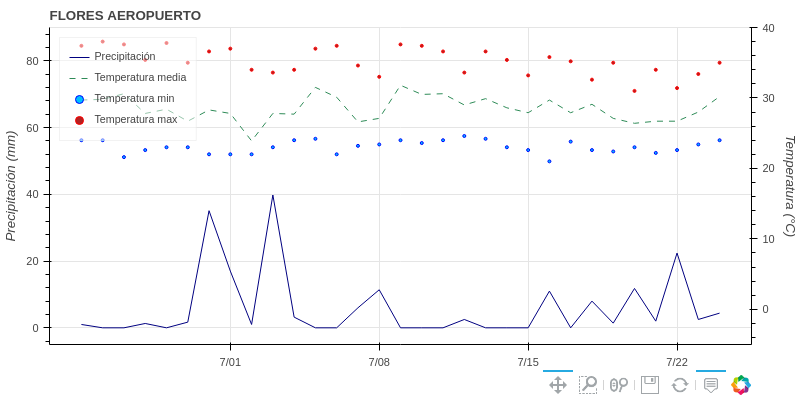 FLORES AEROPUERTO
Precipitación
Temperatura media
Temperatura min
Temperatura max
Precipitación (mm)
80
60
40
20
0
40
30
20
10
0
Temperatura (°C)
7/01
7/08
7/15
7/22